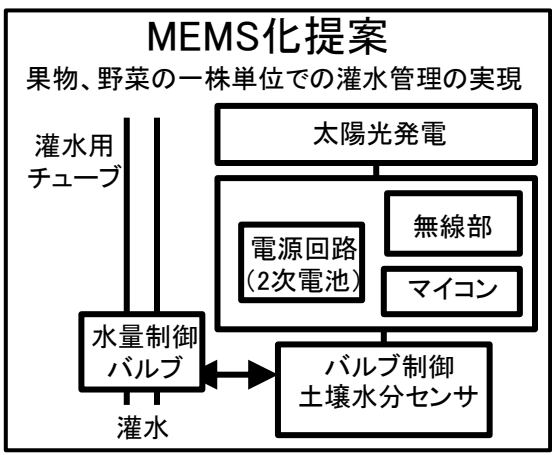 MEMS化提案
果物、野菜の一株単位での灌水管理の実現
灌水用
チューブ
太陽光発電
電源回路
(2次電池)
無線部
マイコン
水量制御
バルブ
バルブ制御
土壌水分センサ
灌水